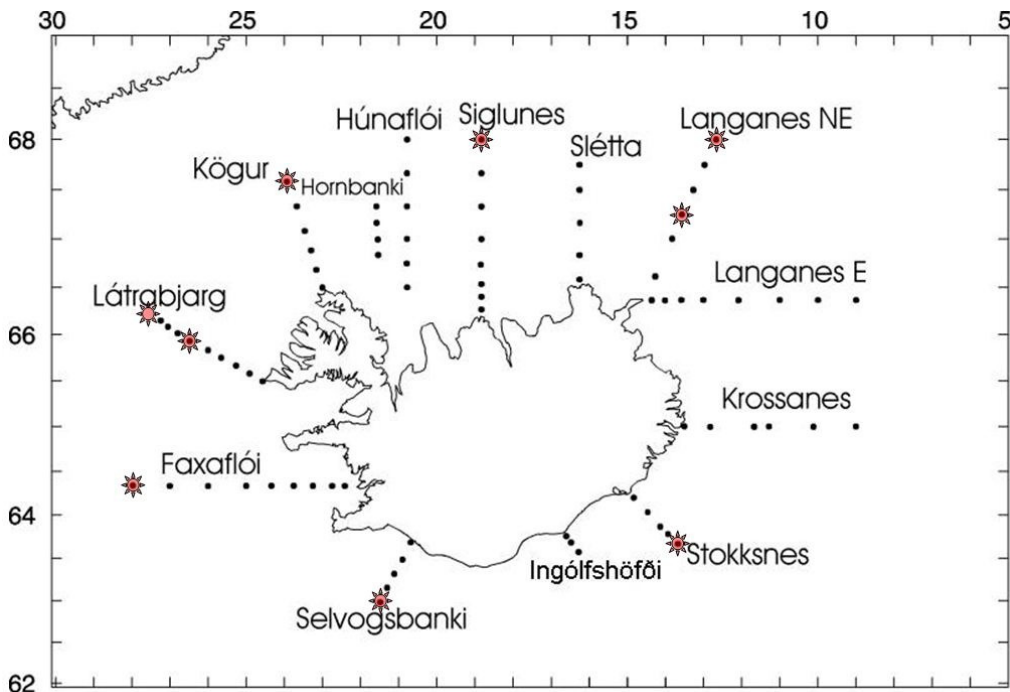 30 25 20 15 10 5
Húnaflói Siglunes
Langanes NE
68
Slétta
Kögur
Hornbanki
Langanes E
Látrabjarg
66
Krossanes
Faxaflói
64
Stokksnes
Ingólfshöfði
Selvogsbanki
62